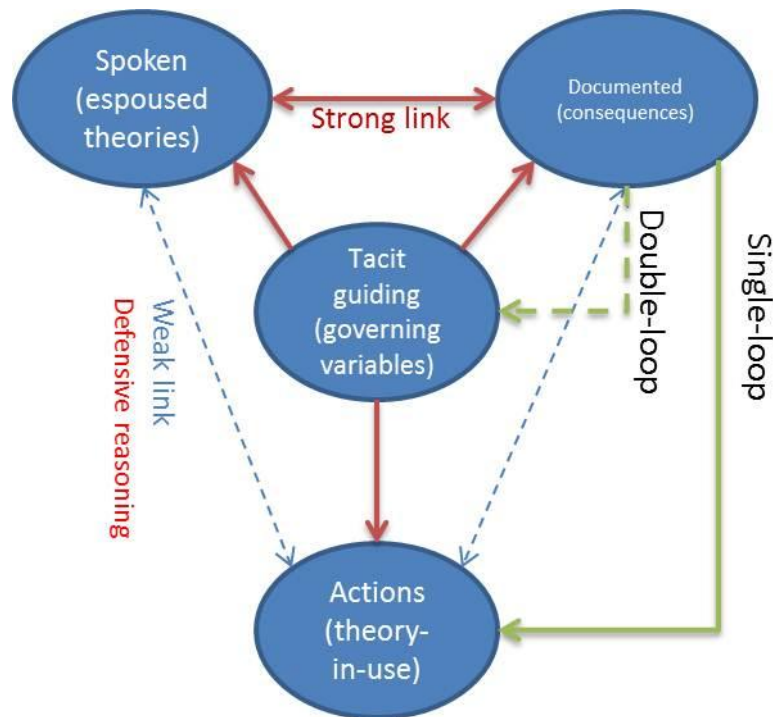 Spoken
(espoused
theories)
Documented
(consequences)
Strong link
Tacit
guiding
(governing
variables)
Double-loop
Single-loop
Weak link
Defensive reasoning
Actions
(theory-
in-use)